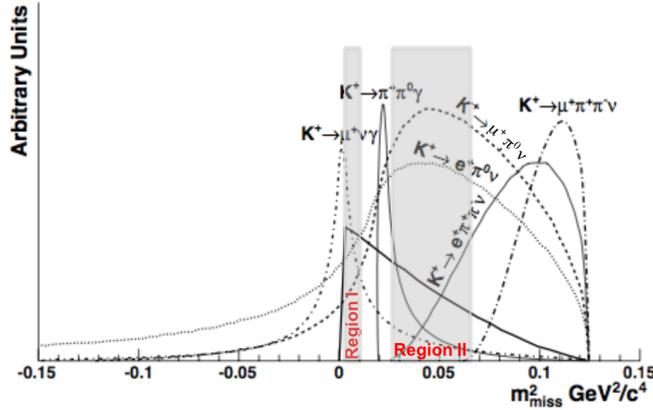 Arbitrary Units
K⁺→π⁺π⁰γ
K⁺→μ⁺νγ
K⁺→μ⁺π⁰ν
K⁺→e⁺π⁰ν
K⁺→μ⁺π⁺π⁻ν
K⁺→e⁺π⁺π⁻ν
Region I
Region II
-0.15 -0.1 -0.05 0 0.05 0.1 0.15
m²miss GeV²/c⁴